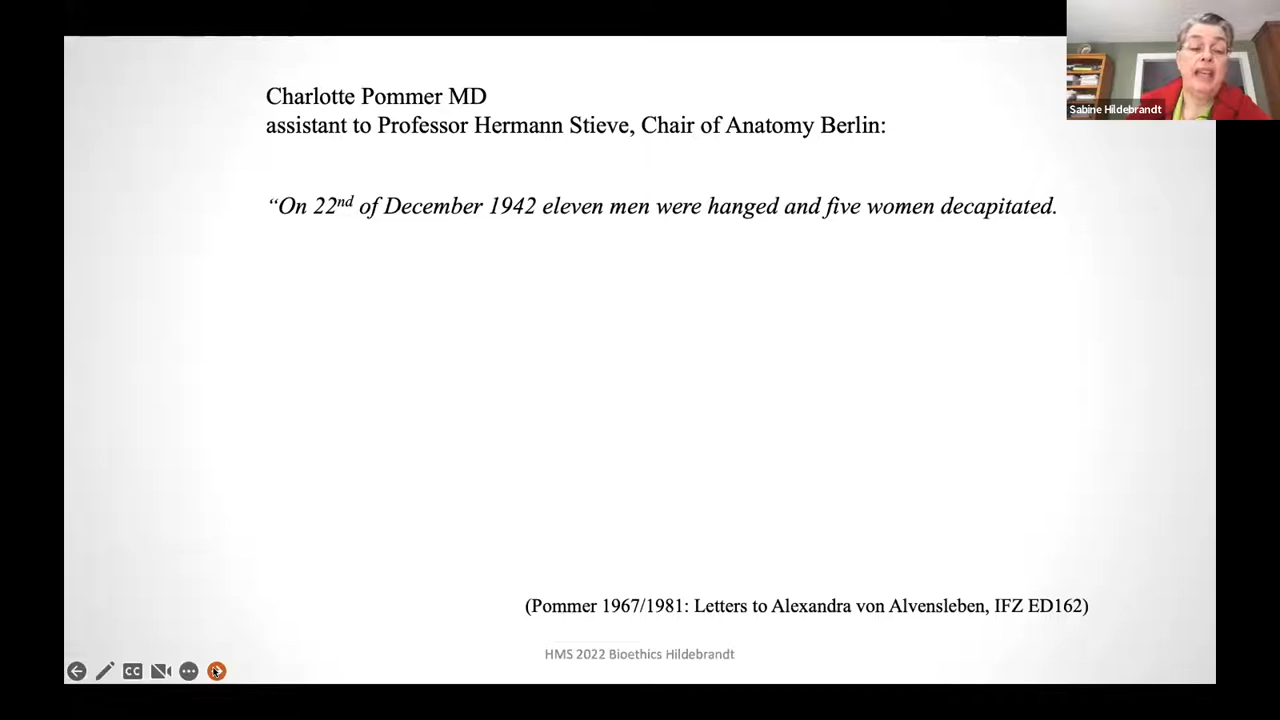 Charlotte Pommer MD
assistant to Professor Hermann Stieve, Chair of Anatomy Berlin:
Sabine Hildebrandt
“On 22nd of December 1942 eleven men were hanged and five women decapitated.
(Pommer 1967/1981: Letters to Alexandra von Alvensleben, IFZ ED162)
HMS 2022 Bioethics Hildebrandt
CC